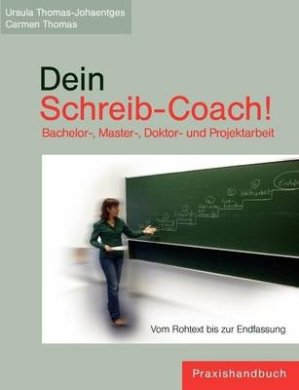 Ursula Thomas-Johaentges
Carmen Thomas
Dein
Schreib-Coach!
Bachelor-, Master-, Doktor- und Projektarbeit
Vom Rohtext bis zur Endfassung
Praxishandbuch